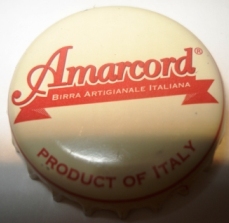 Amarcord®
BIRRA ARTIGIANALE ITALIANA
PRODUCT OF ITALY